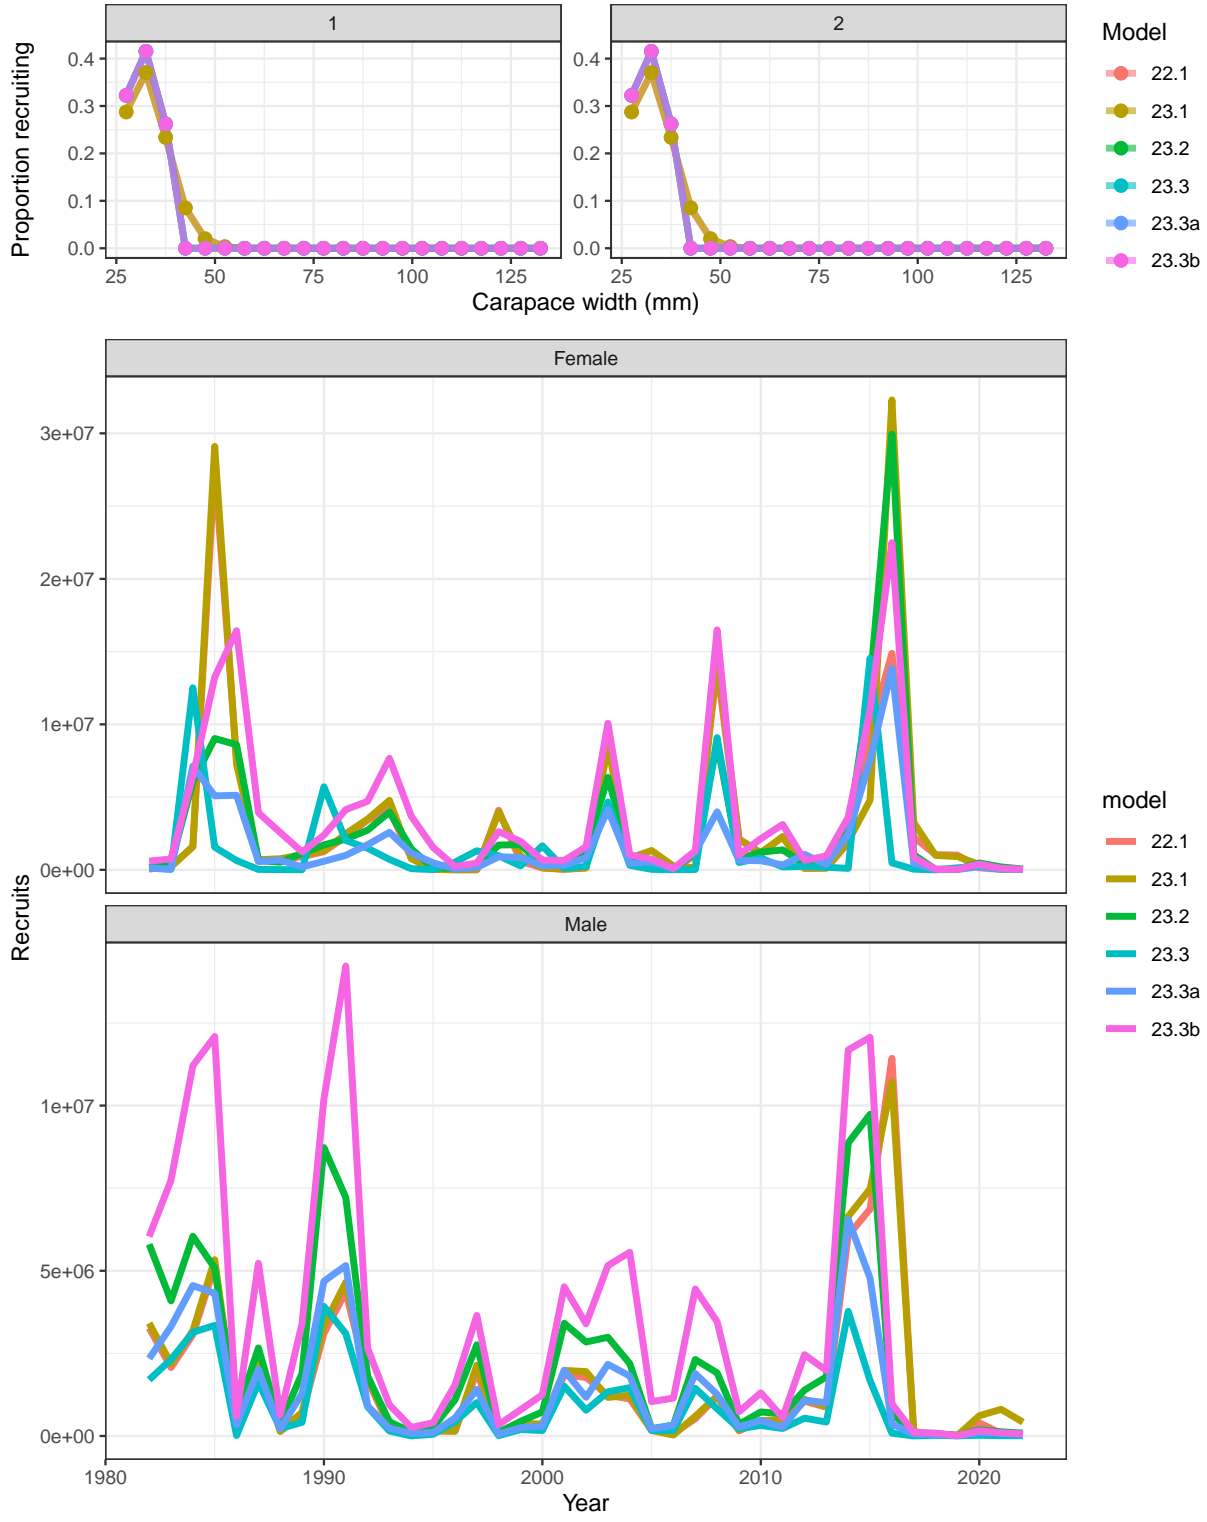 1
2
Proportion recruiting
0.4
0.3
0.2
0.1
0.0
0.4
0.3
0.2
0.1
0.0
25 50 75 100 125
25 50 75 100 125
Carapace width (mm)
Model
22.1
23.1
23.2
23.3
23.3a
23.3b
Female
3e+07
2e+07
1e+07
0e+00
Recruits
Male
1e+07
5e+06
0e+00
1980 1990 2000 2010 2020
Year
model
22.1
23.1
23.2
23.3
23.3a
23.3b